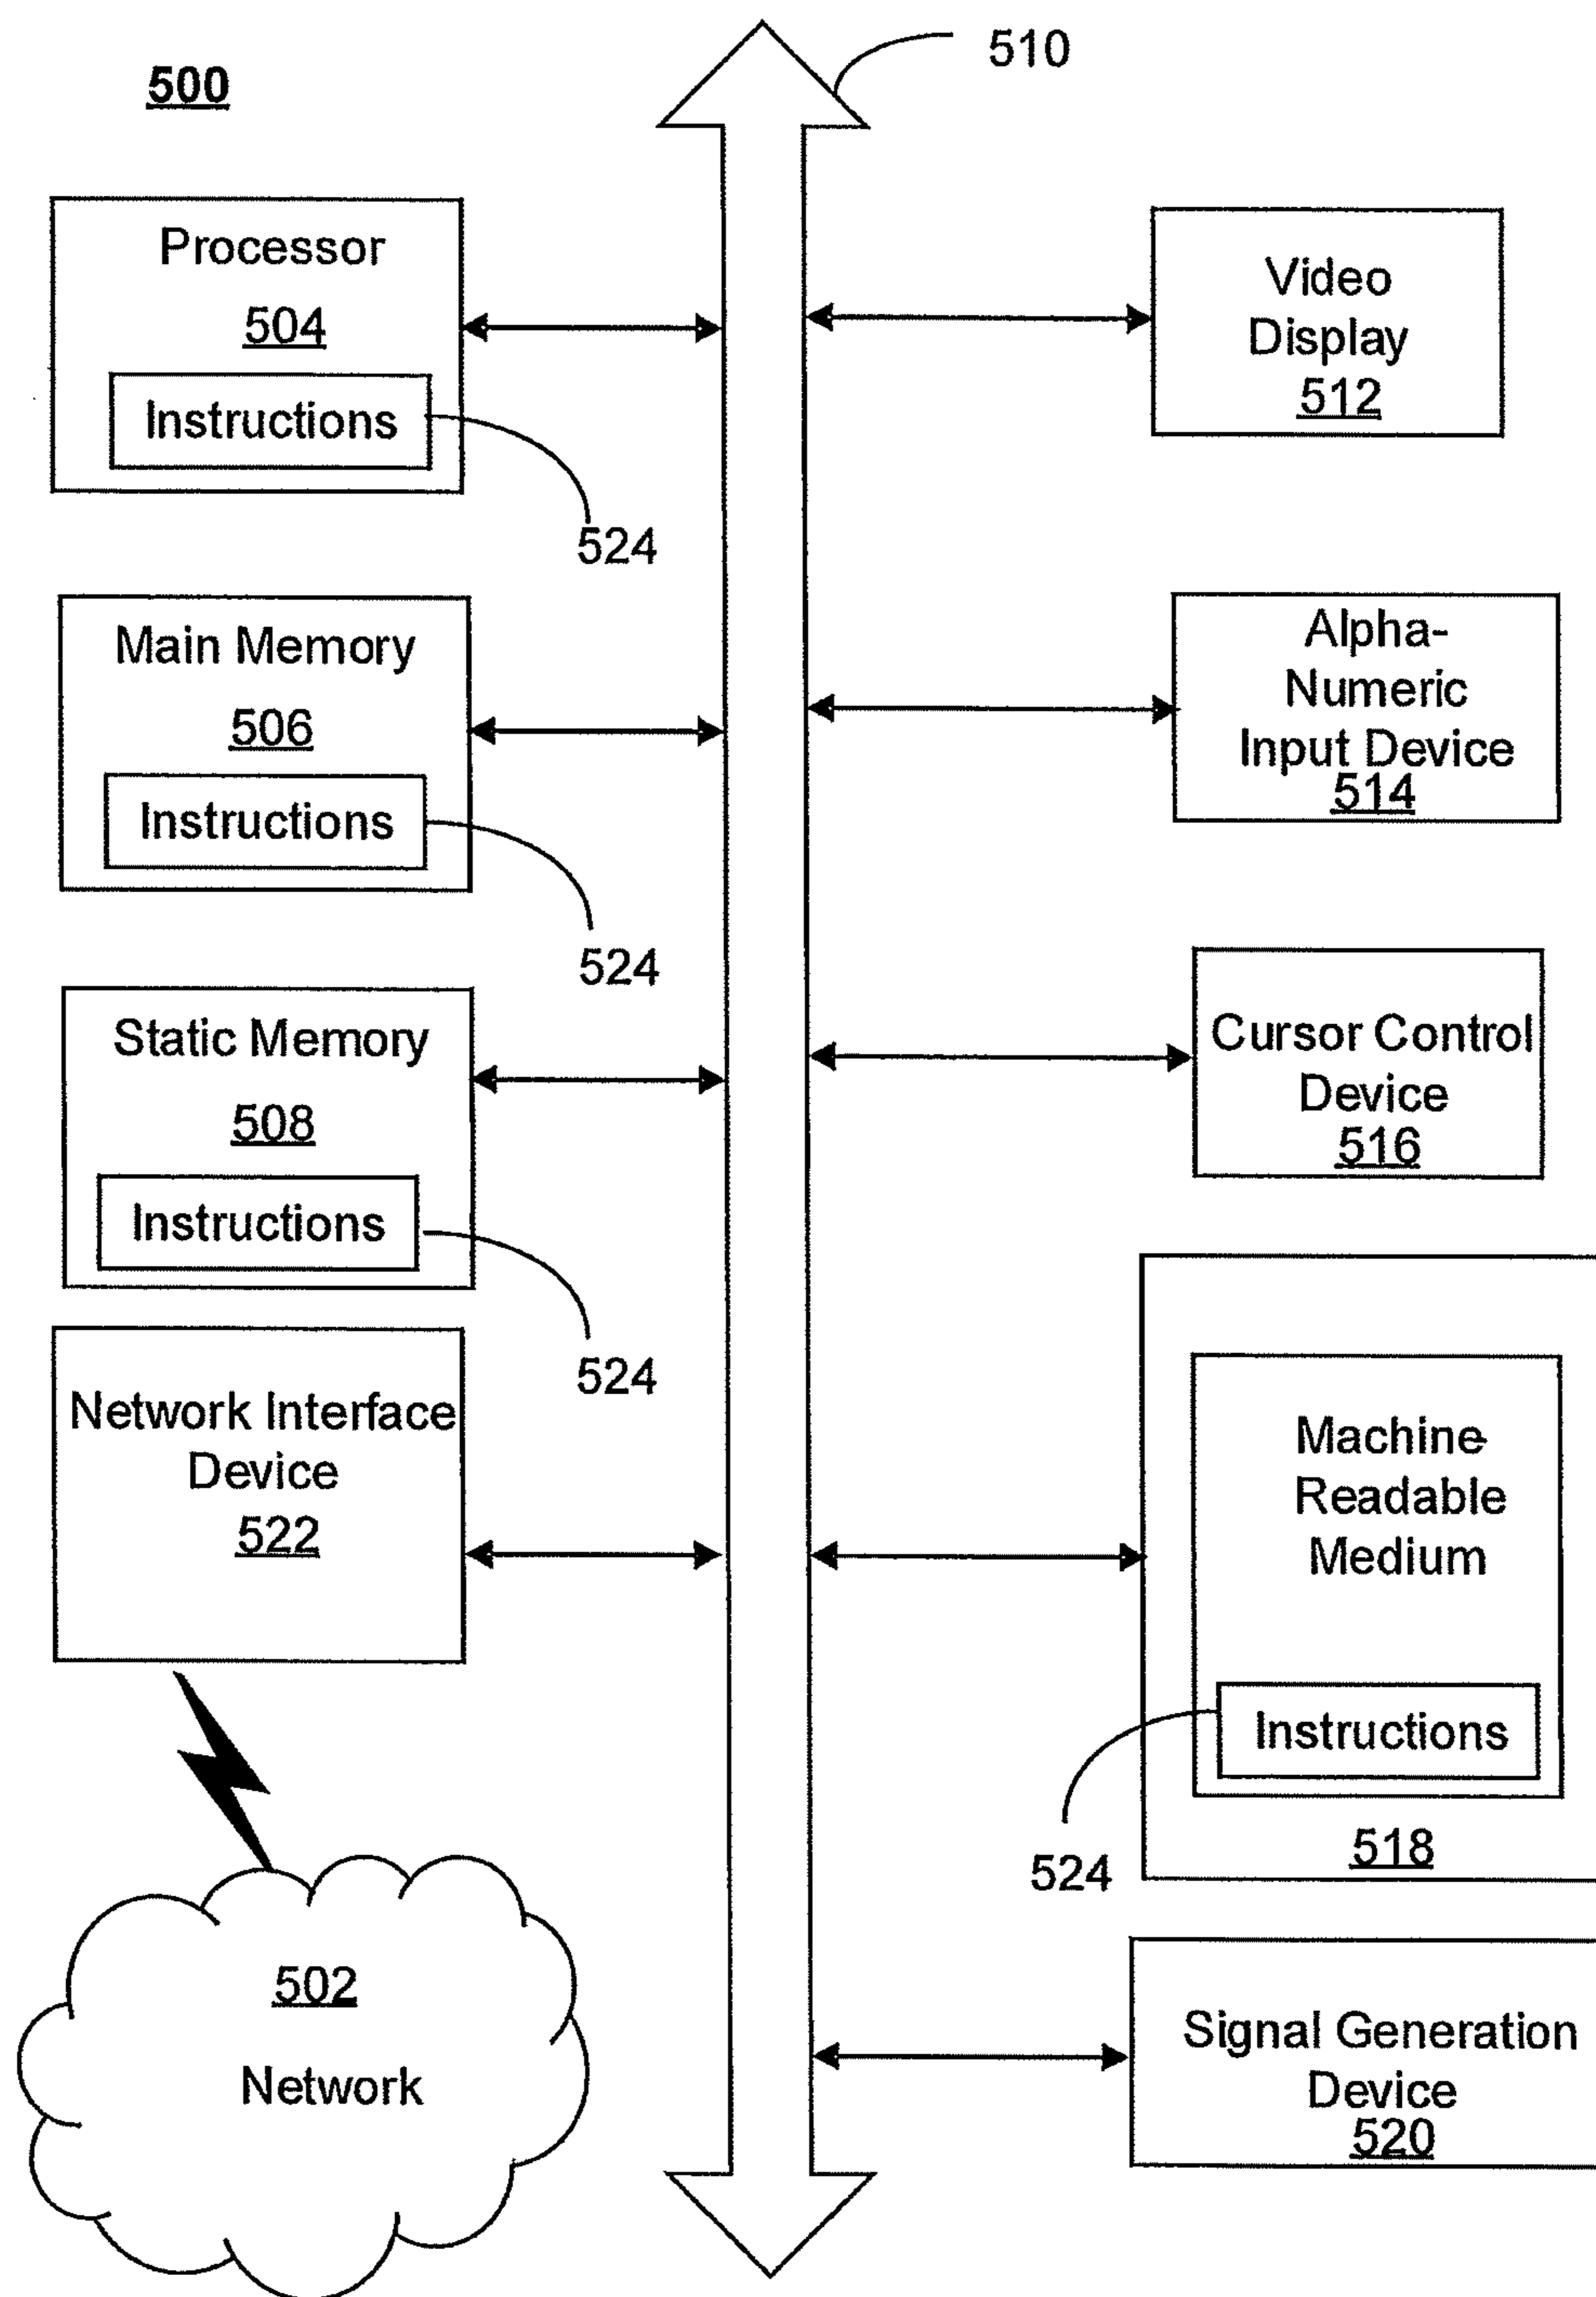 500
510
Processor
504
Instructions
524
Main Memory
506
Instructions
524
Static Memory
508
Instructions
524
Network Interface
Device
522
502
Network
Video
Display
512
Alpha-
Numeric
Input Device
514
Cursor Control
Device
516
Machine-
Readable
Medium
Instructions
524
518
Signal Generation
Device
520